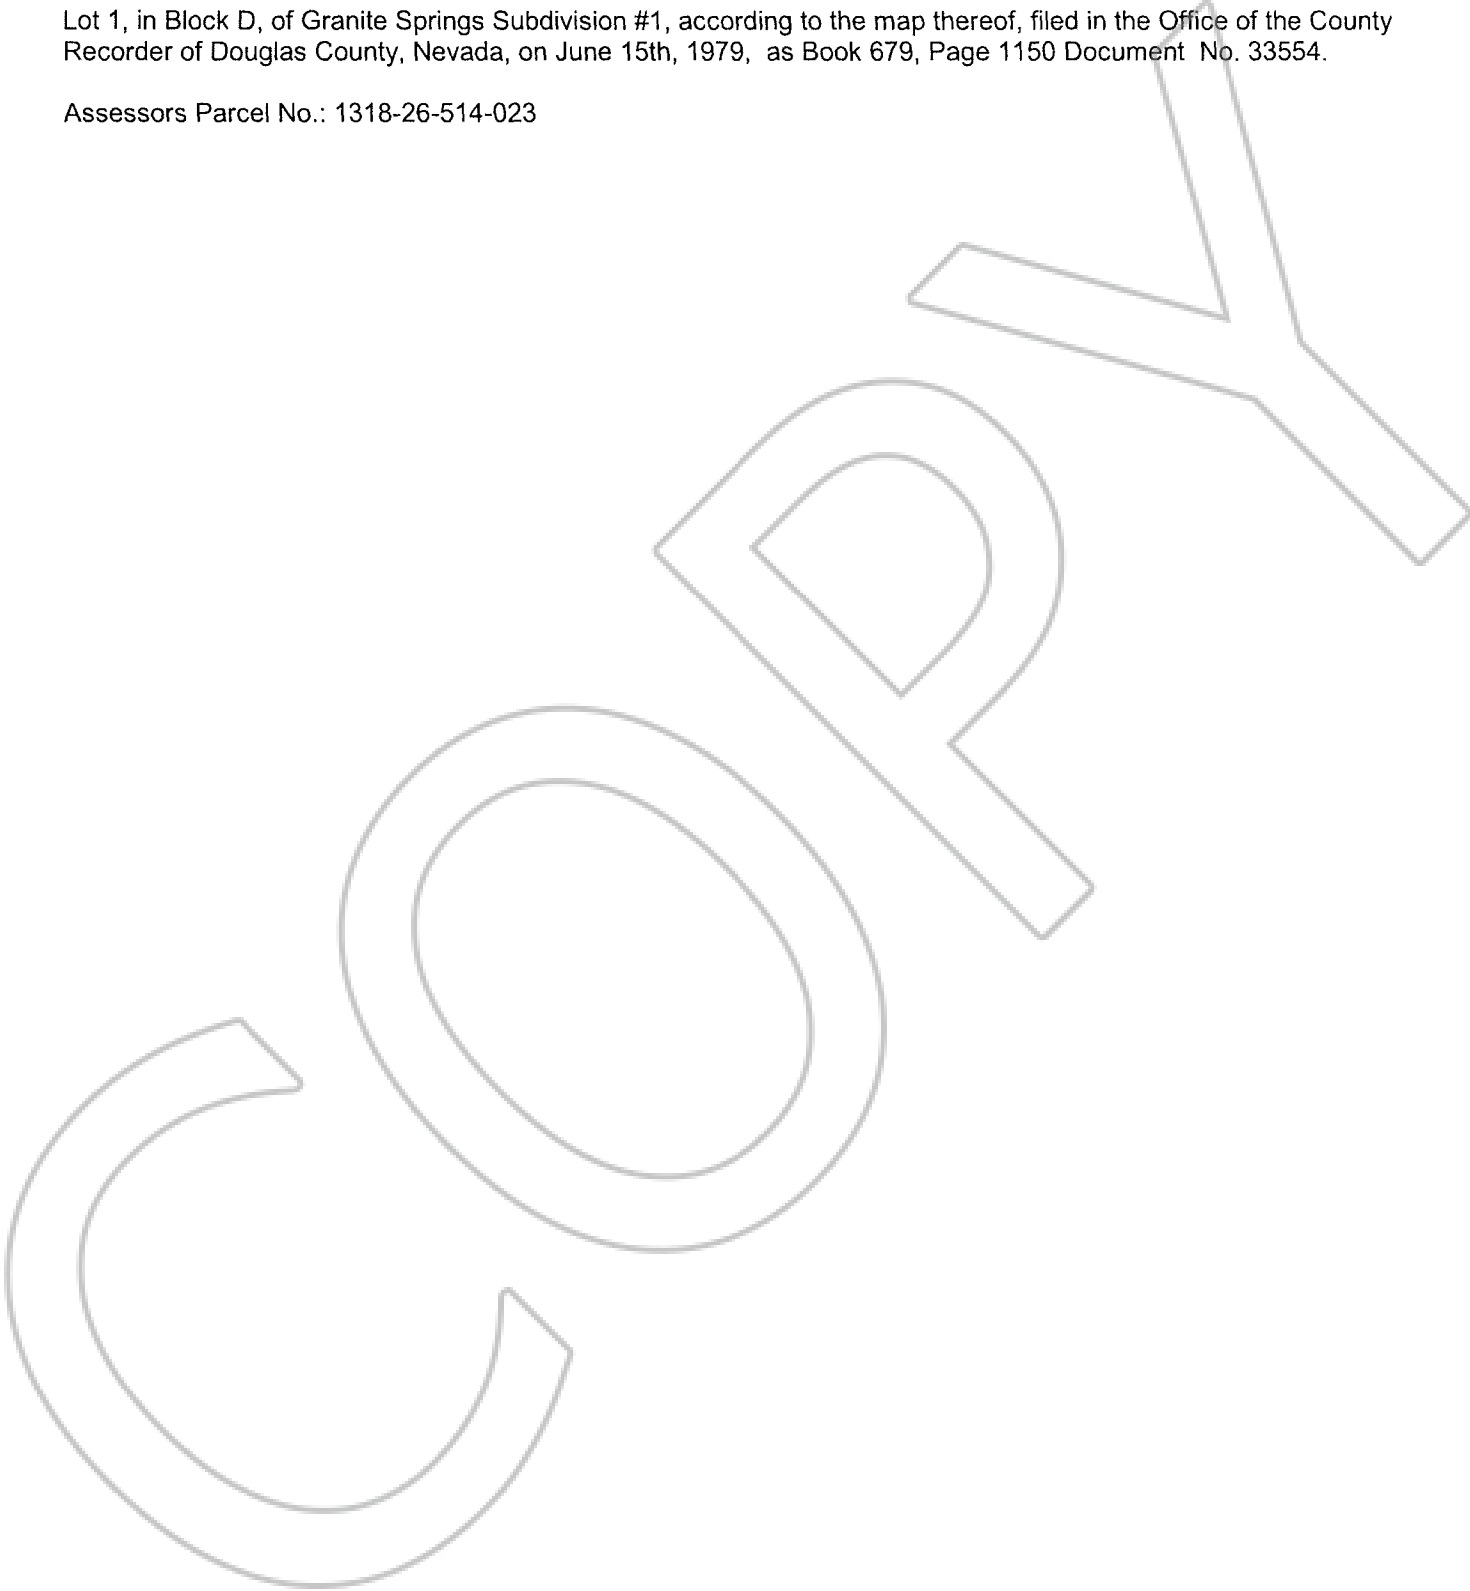 Lot 1, in Block D, of Granite Springs Subdivision #1, according to the map thereof, filed in the Office of the County
Recorder of Douglas County, Nevada, on June 15th, 1979,  as Book 679, Page 1150 Document  No. 33554.
Assessors Parcel No.: 1318-26-514-023
COPY